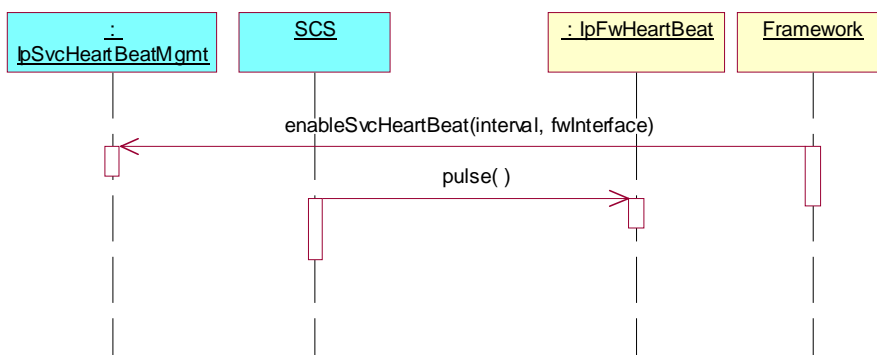 :
IpSvcHeartBeatMgmt
SCS
: IpFwHeartBeat
Framework
enableSvcHeartBeat(interval, fwInterface)
pulse( )